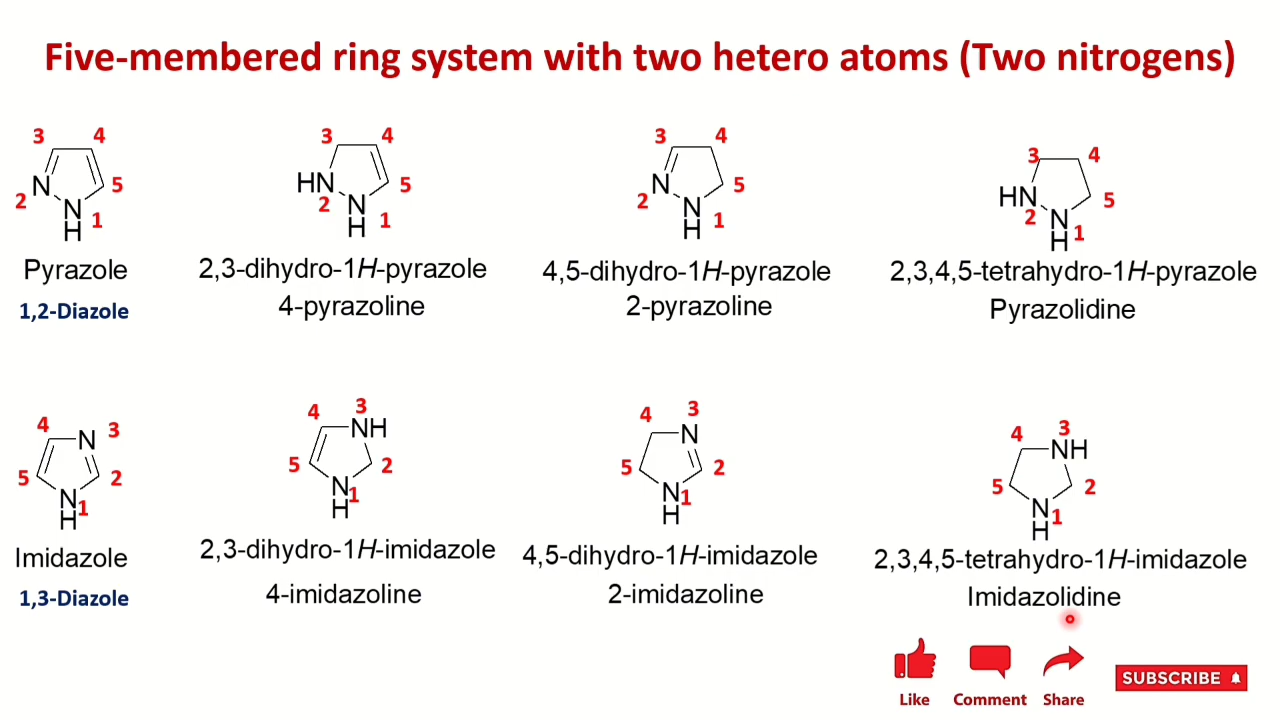 Five-membered ring system with two hetero atoms (Two nitrogens)
3 4
N 5
2 N 1
H
Pyrazole
1,2-Diazole
3 4
HN 5
2 N 1
H
2,3-dihydro-1H-pyrazole
4-pyrazoline
3 4
N 5
2 N 1
H
4,5-dihydro-1H-pyrazole
2-pyrazoline
3 4
HN 5
2 N 1
H
2,3,4,5-tetrahydro-1H-pyrazole
Pyrazolidine
4 N 3
5 2
N 1
H
Imidazole
1,3-Diazole
4 3
NH
5 2
N 1
H
2,3-dihydro-1H-imidazole
4-imidazoline
4 3
N
5 2
N 1
H
4,5-dihydro-1H-imidazole
2-imidazoline
4 3
NH
5 2
N 1
H
2,3,4,5-tetrahydro-1H-imidazole
Imidazolidine
Like Comment Share SUBSCRIBE